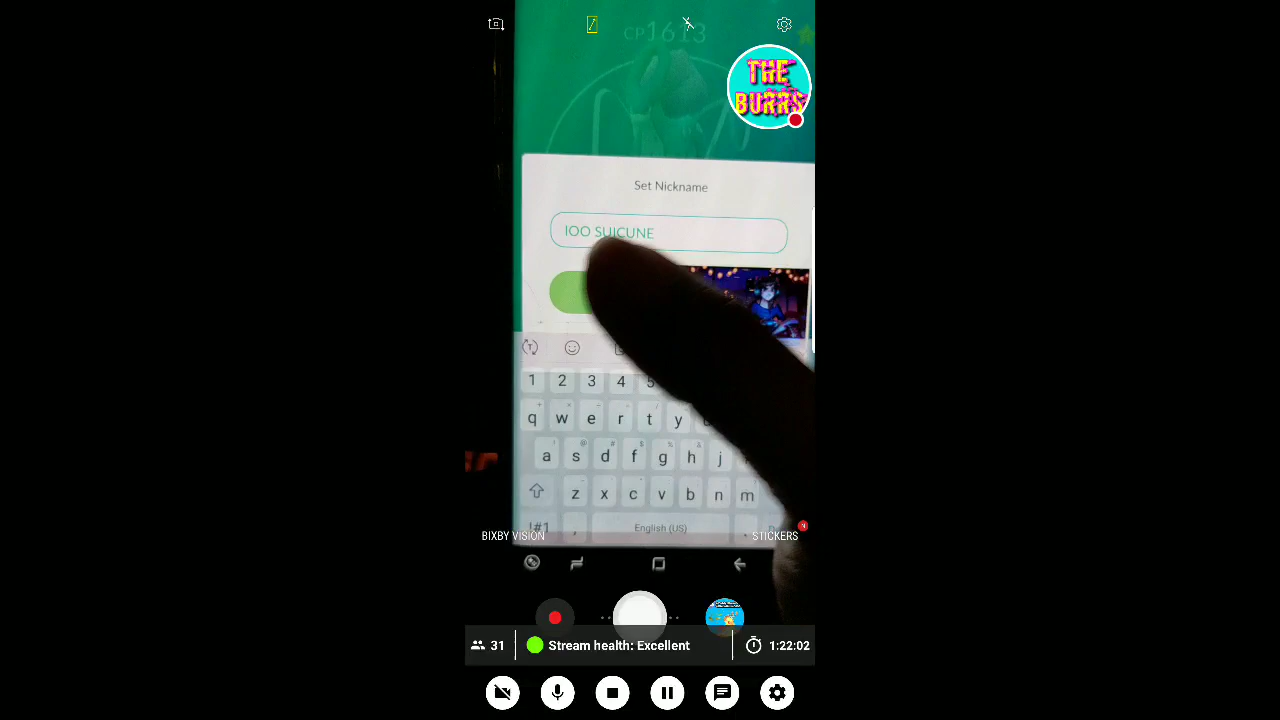 CP1613
THE
BURRS
Set Nickname
IOO SUICUNE
T
1 2 3 4 5
q w e r t y
a s d f g h j
z x c v b n m
!#1 , English (US) .
BIXBY VISION
STICKERS
N
31
Stream health: Excellent
1:22:02